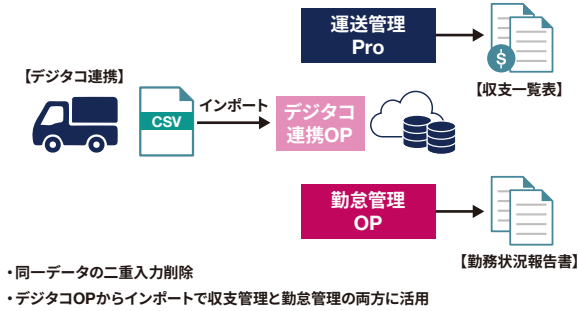 運送管理
Pro
$
【収支一覧表】
【デジタコ連携】
CSV
インポート
デジタコ
連携OP
勤怠管理
OP
【勤務状況報告書】
・同一データの二重入力削除
・デジタコOPからインポートで収支管理と勤怠管理の両方に活用